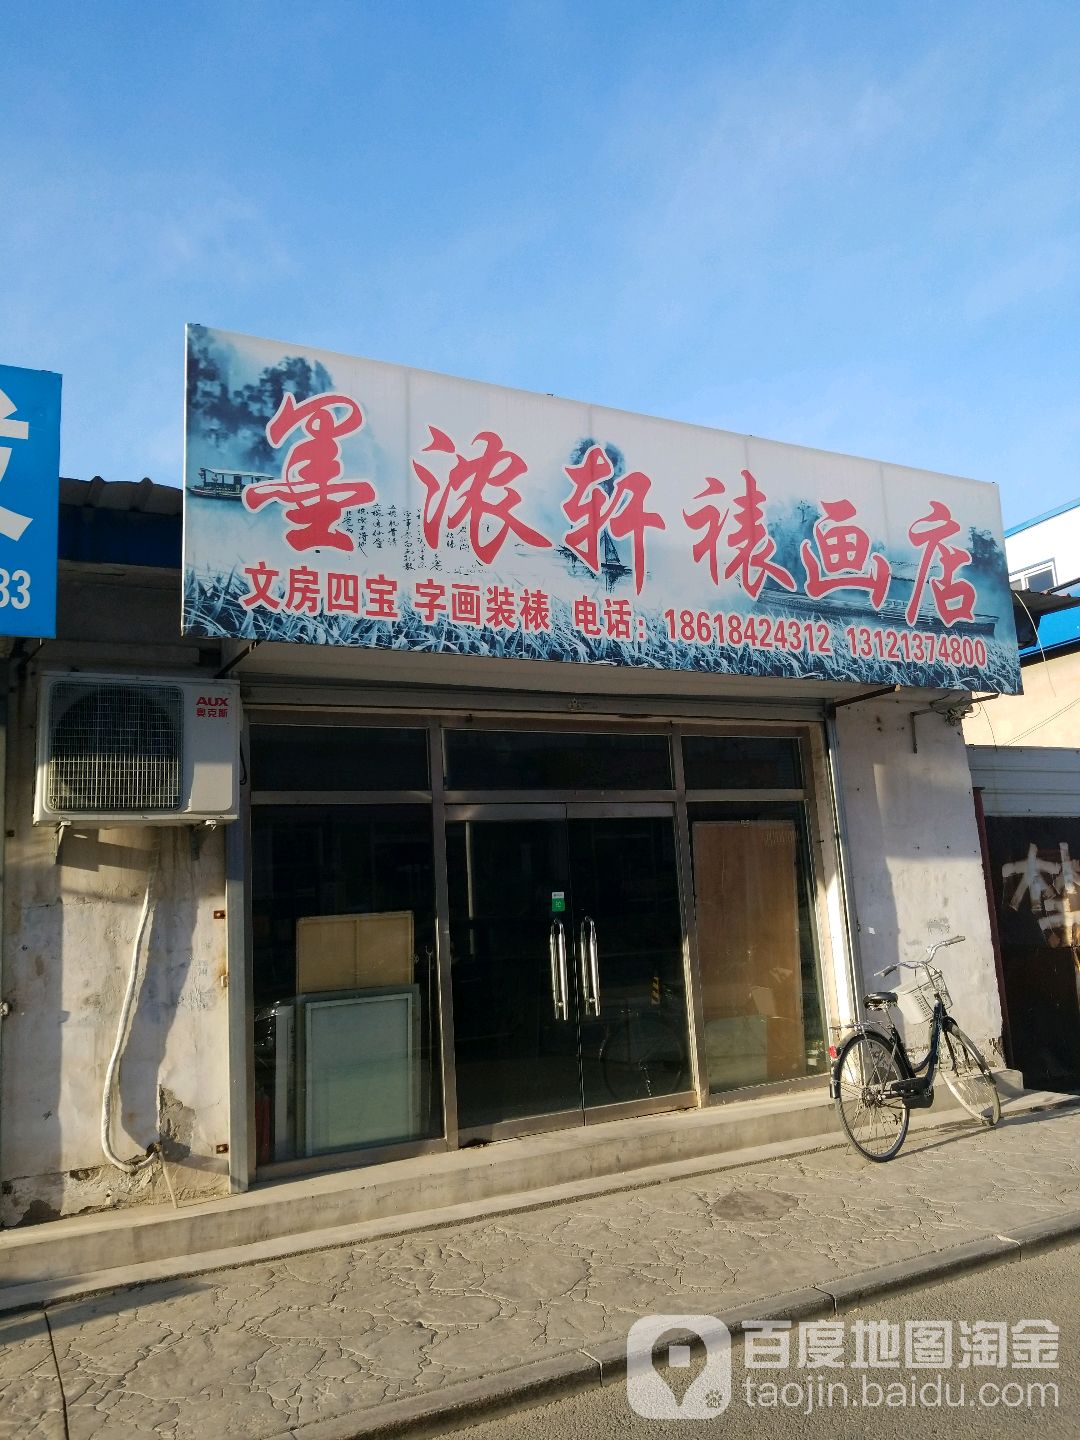 墨浓轩裱画店
文房四宝 字画装裱 电话：18618424312 13121374800
发
33
AUX
奥克斯
百度地图淘金
taojin.baidu.com